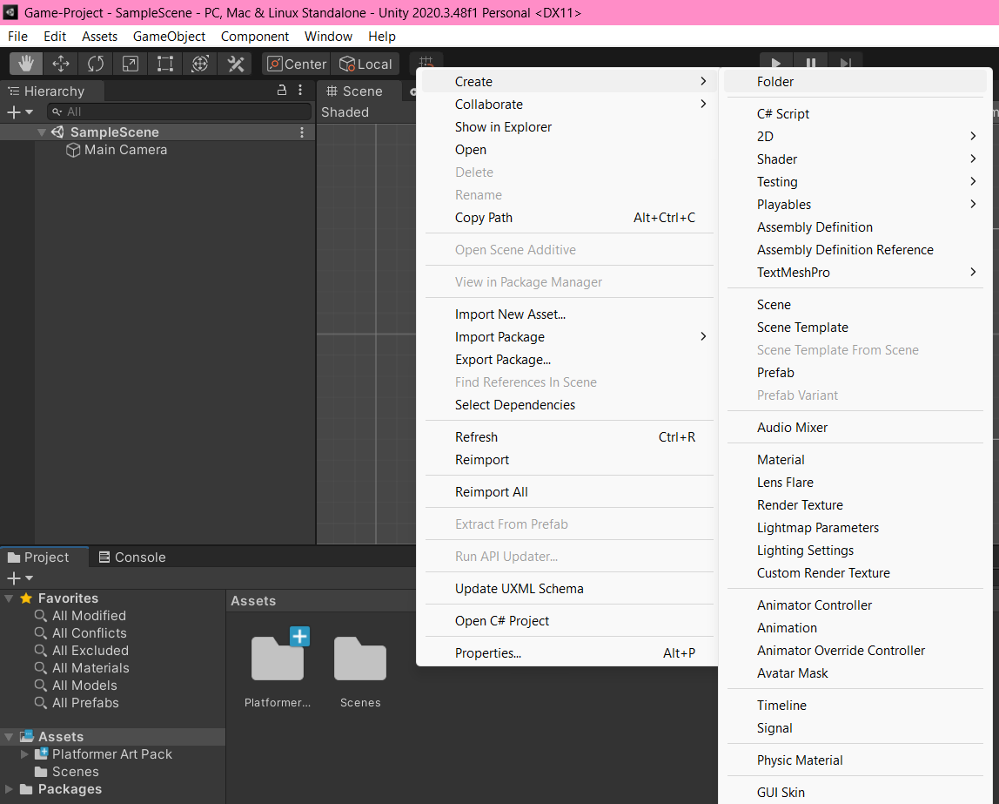 Game-Project - SampleScene - PC, Mac & Linux Standalone - Unity 2020.3.48f1 Personal <DX11>
File Edit Assets GameObject Component Window Help
Center Local
Hierarchy
All
SampleScene
Main Camera
Scene
Shaded
Create
Collaborate
Show in Explorer
Open
Delete
Rename
Copy Path Alt+Ctrl+C
Open Scene Additive
View in Package Manager
Import New Asset...
Import Package
Export Package...
Find References In Scene
Select Dependencies
Refresh Ctrl+R
Reimport
Reimport All
Extract From Prefab
Run API Updater...
Update UXML Schema
Open C# Project
Properties... Alt+P
Folder
C# Script
2D
Shader
Testing
Playables
Assembly Definition
Assembly Definition Reference
TextMeshPro
Scene
Scene Template
Scene Template From Scene
Prefab
Prefab Variant
Audio Mixer
Material
Lens Flare
Render Texture
Lightmap Parameters
Lighting Settings
Custom Render Texture
Animator Controller
Animation
Animator Override Controller
Avatar Mask
Timeline
Signal
Physic Material
GUI Skin
Project Console
Favorites
All Modified
All Conflicts
All Excluded
All Materials
All Models
All Prefabs
Assets
Platformer Art Pack
Scenes
Packages
Assets
Platformer... Scenes